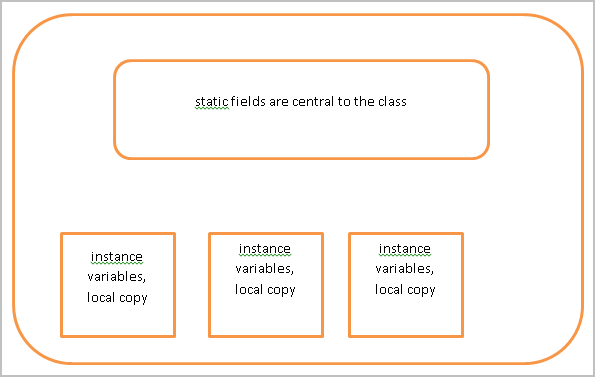 static fields are central to the class
instance
variables,
local copy
instance
variables,
local copy
instance
variables,
local copy